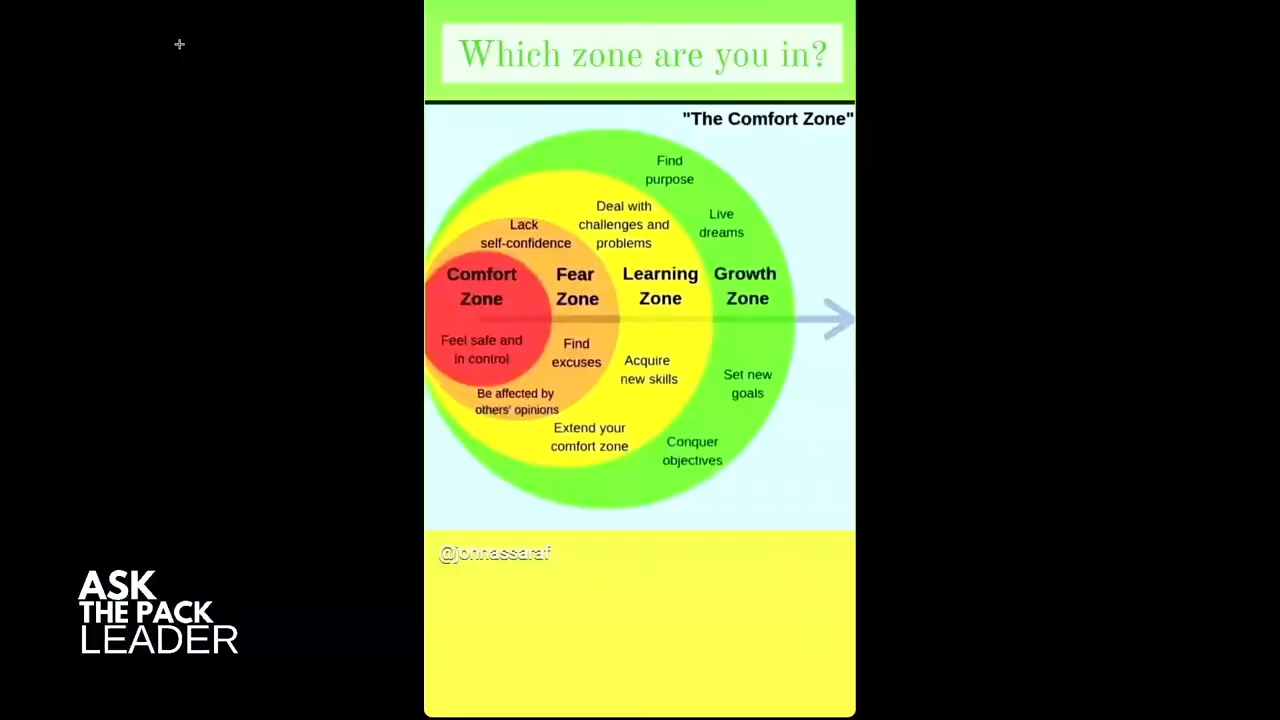 Which zone are you in?
"The Comfort Zone"
Find
purpose
Deal with
challenges and
problems
Live
dreams
Lack
self-confidence
Comfort
Zone
Fear
Zone
Learning
Zone
Growth
Zone
Feel safe and
in control
Find
excuses
Acquire
new skills
Set new
goals
Be affected by
others' opinions
Extend your
comfort zone
Conquer
objectives
@johnassaraf
ASK
THE PACK
LEADER